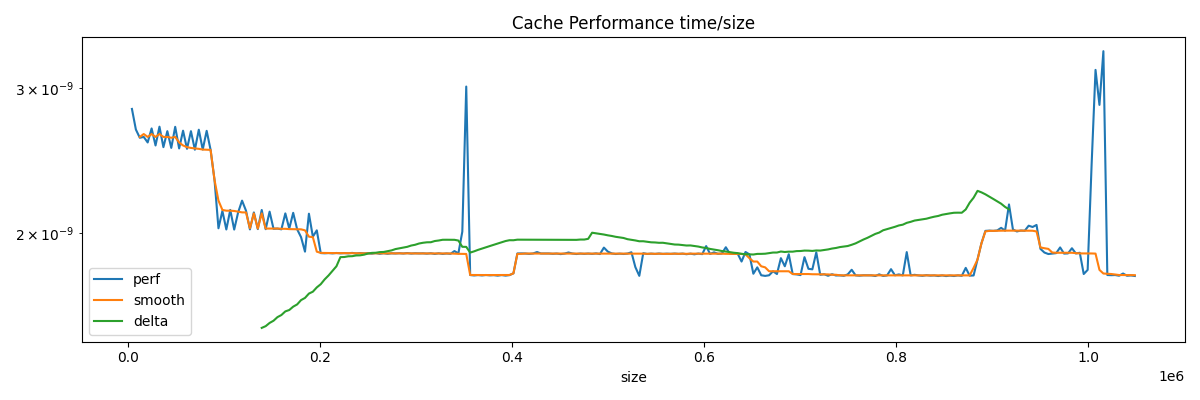 Cache Performance time/size
3 × 10⁻⁹
2 × 10⁻⁹
perf
smooth
delta
0.0 0.2 0.4 0.6 0.8 1.0
1e6
size